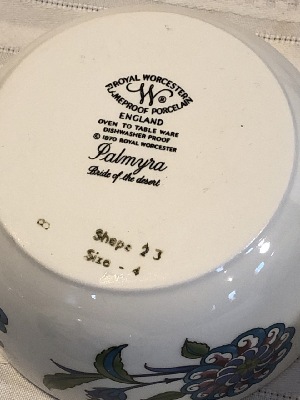 ROYAL WORCESTER
W®
FLAMEPROOF PORCELAIN
ENGLAND
OVEN TO TABLE WARE
DISHWASHER PROOF
© 1970 ROYAL WORCESTER
Palmyra
Bride of the desert
8
Shape 23
Size - 4